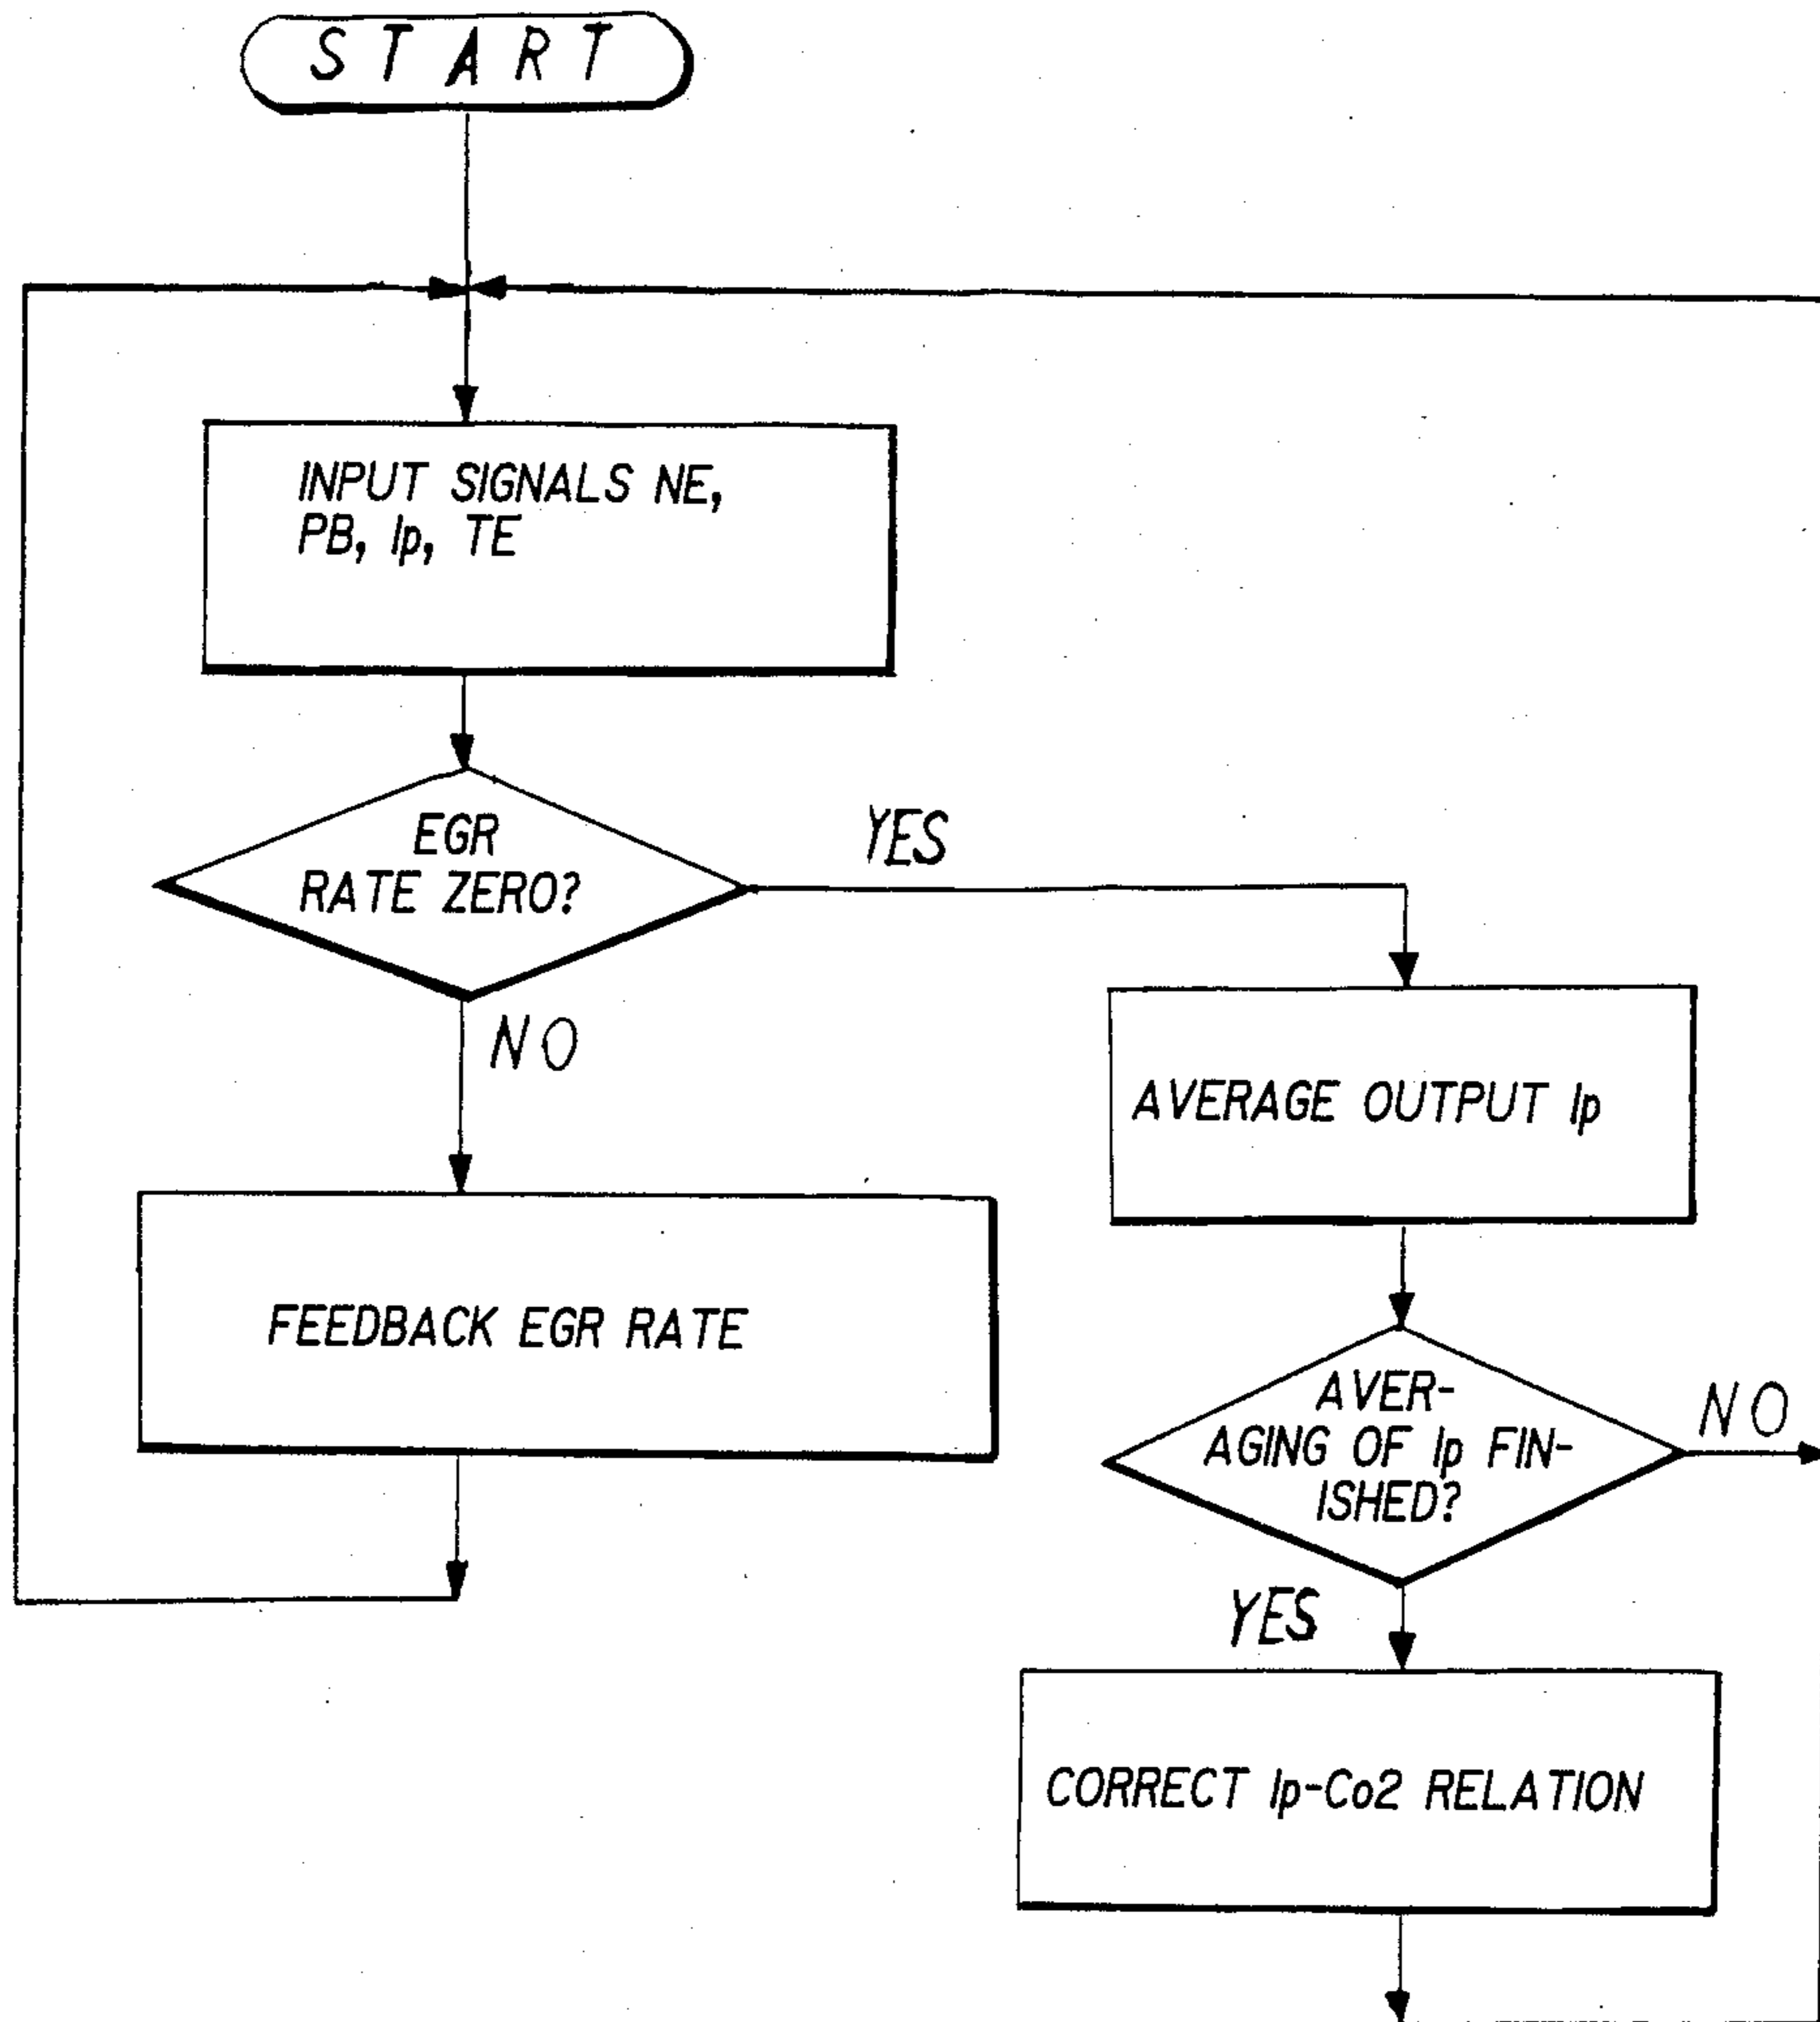 START
INPUT SIGNALS NE,
PB, Ip, TE
EGR
RATE ZERO?
YES
NO
FEEDBACK EGR RATE
AVERAGE OUTPUT Ip
AVER-
AGING OF Ip FIN-
ISHED?
NO
YES
CORRECT Ip-Co2 RELATION